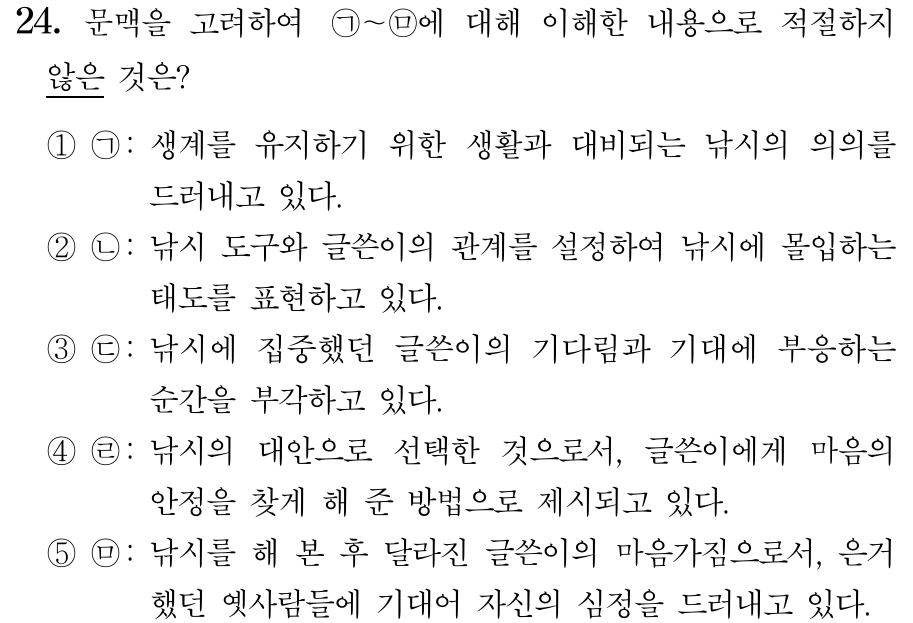 24. 문맥을 고려하여 ㉠~㉤에 대해 이해한 내용으로 적절하지
않은 것은?
① ㉠: 생계를 유지하기 위한 생활과 대비되는 낚시의 의의를
드러내고 있다.
② ㉡: 낚시 도구와 글쓴이의 관계를 설정하여 낚시에 몰입하는
태도를 표현하고 있다.
③ ㉢: 낚시에 집중했던 글쓴이의 기다림과 기대에 부응하는
순간을 부각하고 있다.
④ ㉣: 낚시의 대안으로 선택한 것으로서, 글쓴이에게 마음의
안정을 찾게 해 준 방법으로 제시되고 있다.
⑤ ㉤: 낚시를 해 본 후 달라진 글쓴이의 마음가짐으로서, 은거
했던 옛사람들에 기대어 자신의 심정을 드러내고 있다.